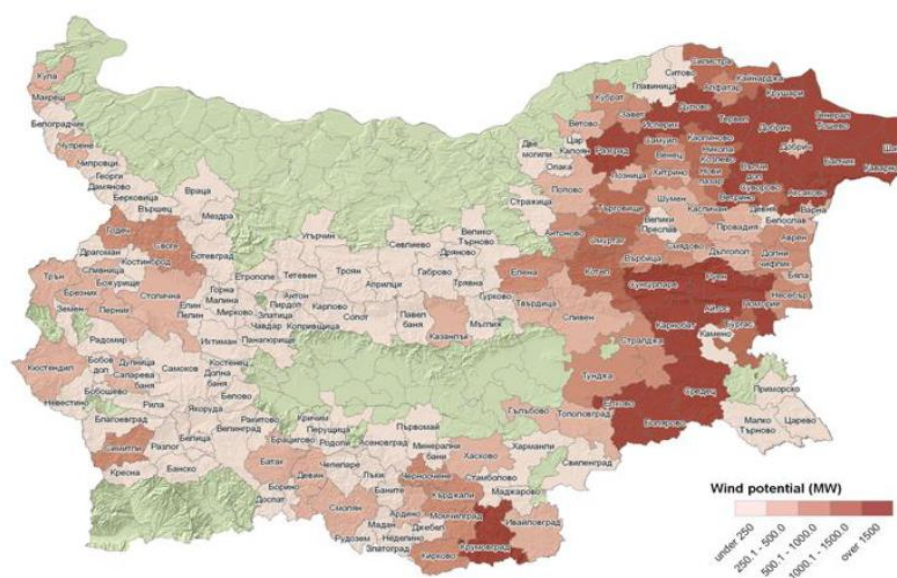 Кула
Макреш
Белоградчик
Чупрене
Чипровци
Георги
Дамяново
Берковица
Вършец
Враца
Мездра
Годеч
Своге
Драгоман
Костинброд
Ботевград
Сливница
Божурище
Трън
Брезник
Столична
Перник
Земен
Елин
Пелин
Горна
Малина
Мирково
Етрополе
Тетевен
Угърчин
Троян
Севлиево
Велико
Търново
Дряново
Габрово
Трявна
Априлци
Антон
Пирдоп
Златица
Чавдар
Копривщица
Карлово
Сопот
Павел
баня
Казанлък
Мъглиж
Гурково
Твърдица
Елена
Сливен
Радомир
Ихтиман
Панагюрище
Костенец
Долна
баня
Самоков
Кюстендил
Бобов
дол
Дупница
Сапарева
баня
Бобошево
Невестино
Рила
Благоевград
Якоруда
Белово
Велинград
Ракитово
Кричим
Перущица
Брацигово
Родопи
Асеновград
Първомай
Симитли
Разлог
Белица
Банско
Кресна
Батак
Девин
Чепеларе
Лъки
Борино
Доспат
Смолян
Баните
Мадан
Рудозем
Неделино
Златоград
Ардино
Джебел
Кърджали
Черноочене
Момчилград
Кирково
Крумовград
Ивайловград
Минерални
бани
Хасково
Стамболово
Маджарово
Харманли
Свиленград
Гълъбово
Тополовград
Тунджа
Елхово
Болярово
Средец
Стралджа
Карнобат
Сунгурларе
Руен
Айтос
Камено
Бургас
Поморие
Несебър
Бяла
Приморско
Малко
Търново
Царево
Котел
Омуртаг
Антоново
Търговище
Попово
Опака
Стражица
Две
могили
Цар
Калоян
Ветово
Разград
Кубрат
Завет
Исперих
Самуил
Лозница
Хитрино
Венец
Каолиново
Никола
Козлево
Нови
пазар
Шумен
Каспичан
Велики
Преслав
Смядово
Върбица
Провадия
Дългопол
Долни
чифлик
Аврен
Белослав
Варна
Девня
Аксаково
Суворово
Ветрино
Вълчи
дол
Дулово
Главиница
Ситово
Силистра
Алфатар
Кайнарджа
Тервел
Крушари
Добрич
Добрич
Генерал
Тошево
Балчик
Wind potential (MW)
under 250
250.1 - 500.0
500.1 - 1000.0
1000.1 - 1500.0
over 1500